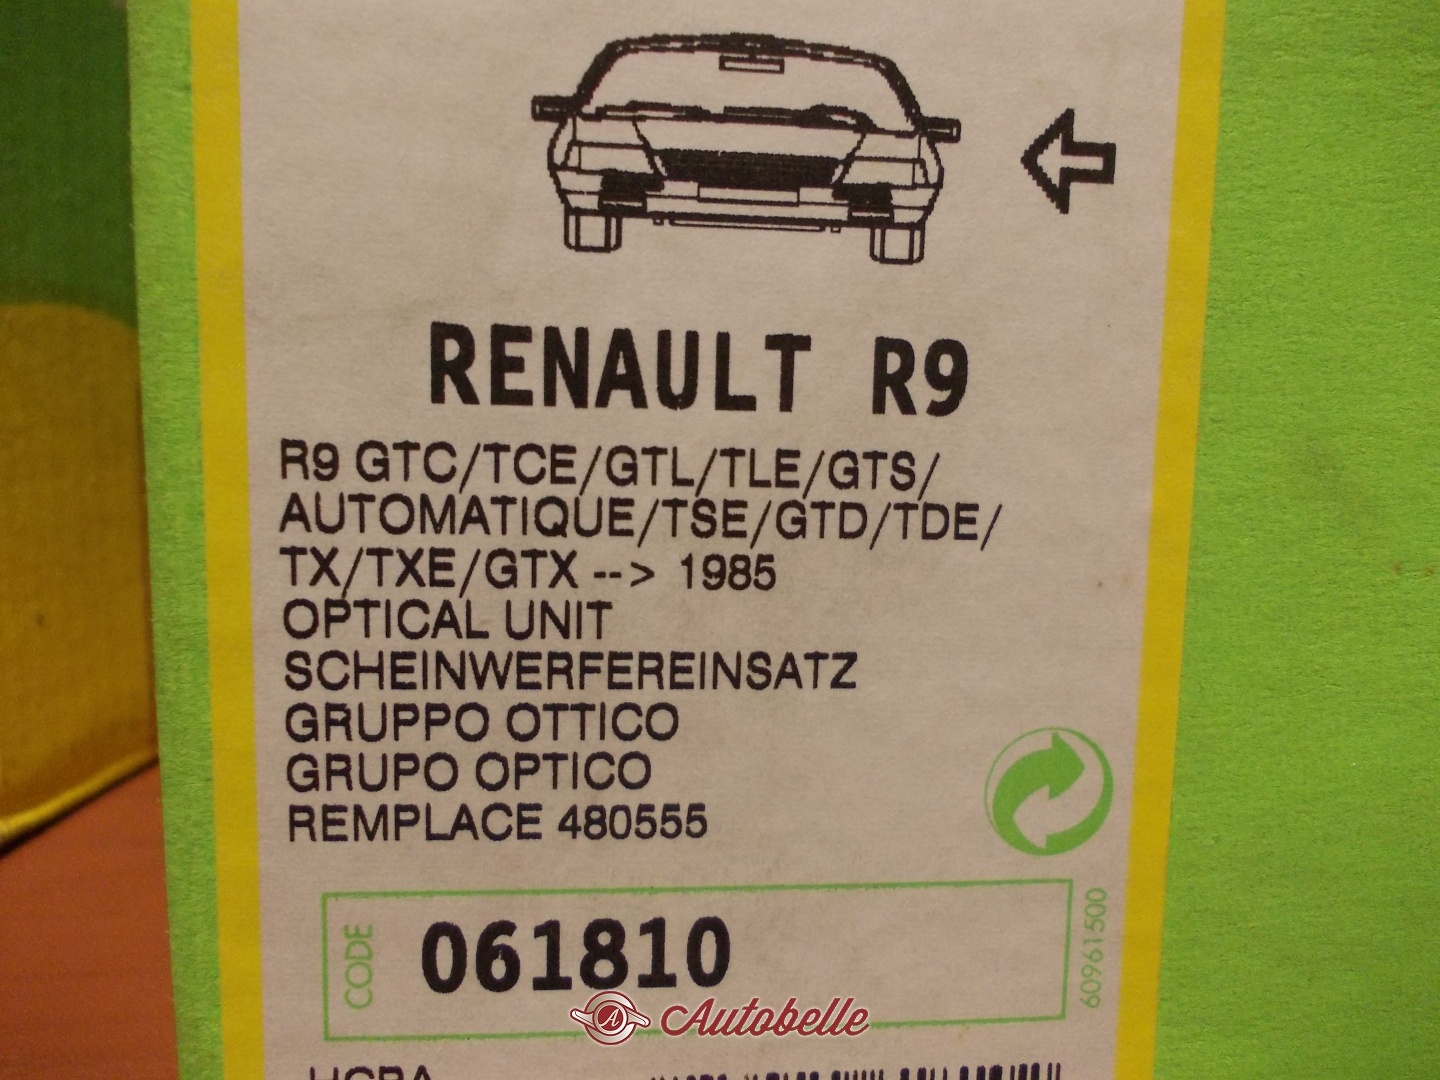 RENAULT R9
R9 GTC/TCE/GTL/TLE/GTS/
AUTOMATIQUE/TSE/GTD/TDE/
TX/TXE/GTX --> 1985
OPTICAL UNIT
SCHEINWERFEREINSATZ
GRUPPO OTTICO
GRUPO OPTICO
REMPLACE 480555
CODE
061810
60961500
A Autobelle